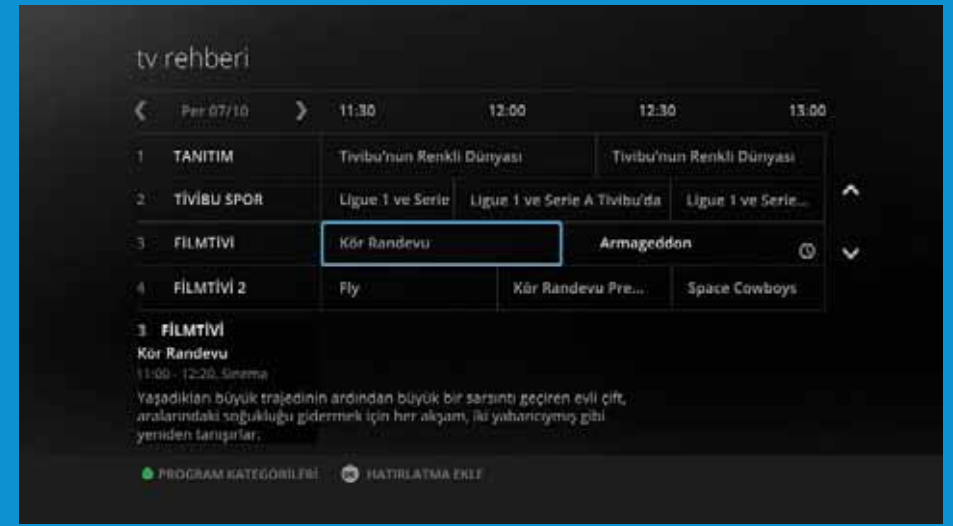 tv rehberi
Per 07/10 11:30 12:00 12:30 13:00
1 TANITIM Tivibu'nun Renkli Dünyası Tivibu'nun Renkli Dünyası
2 TİVİBU SPOR Ligue 1 ve Serie Ligue 1 ve Serie A Tivibu'da Ligue 1 ve Serie...
3 FİLMTİVİ Kör Randevu Armageddon
4 FİLMTİVİ 2 Fly Kör Randevu Pre... Space Cowboys
3 FİLMTİVİ
Kör Randevu
11:00 - 12:20, Sinema
Yaşadıkları büyük trajedinin ardından büyük bir sarsıntı geçiren evli çift,
aralarındaki soğukluğu gidermek için her akşam, iki yabancıymış gibi
yeniden tanışırlar.
PROGRAM KATEGORİLERİ OK HATIRLATMA EKLE